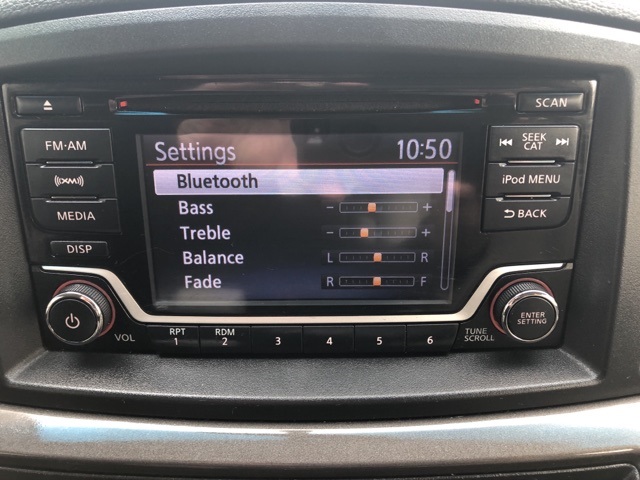 SCAN
FM·AM
Settings 10:50
SEEK
CAT
Bluetooth
((XM))
iPod MENU
Bass - +
MEDIA
BACK
Treble - +
DISP
Balance L R
Fade R F
VOL
RPT
1
RDM
2
3
4
5
6
TUNE
SCROLL
ENTER
SETTING